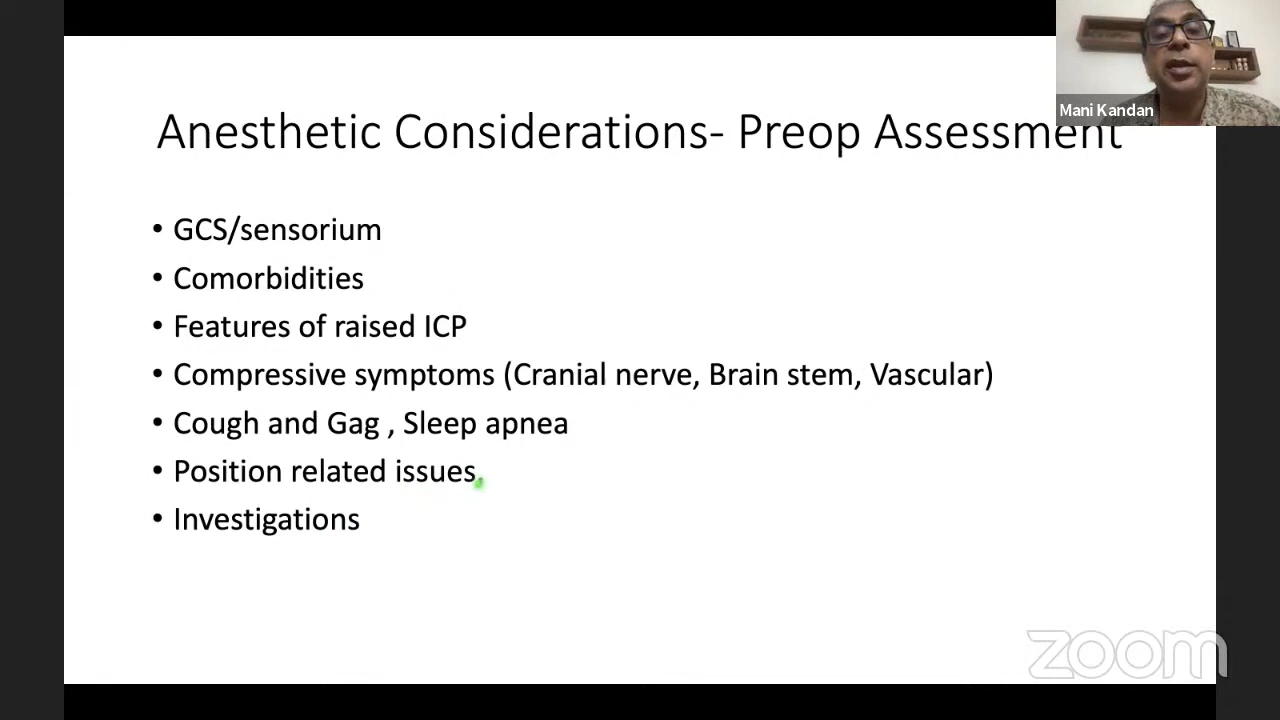 Mani Kandan
Anesthetic Considerations- Preop Assessment
• GCS/sensorium
• Comorbidities
• Features of raised ICP
• Compressive symptoms (Cranial nerve, Brain stem, Vascular)
• Cough and Gag , Sleep apnea
• Position related issues,
• Investigations
zoom